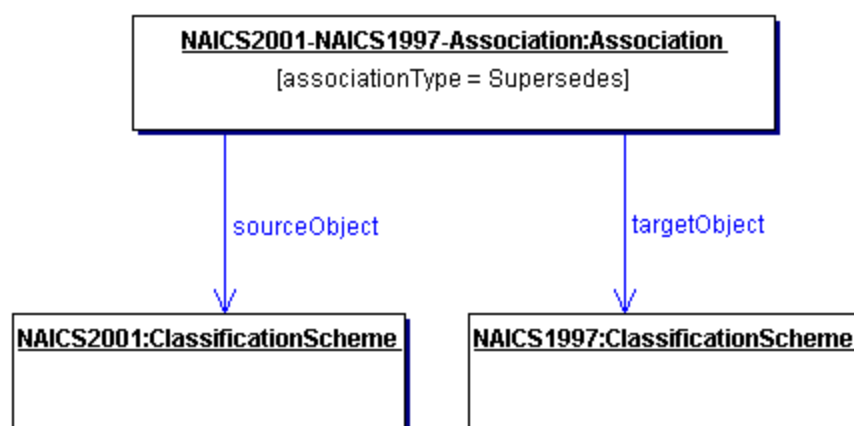 NAICS2001-NAICS1997-Association:Association
[associationType = Supersedes]
sourceObject
targetObject
NAICS2001:ClassificationScheme
NAICS1997:ClassificationScheme